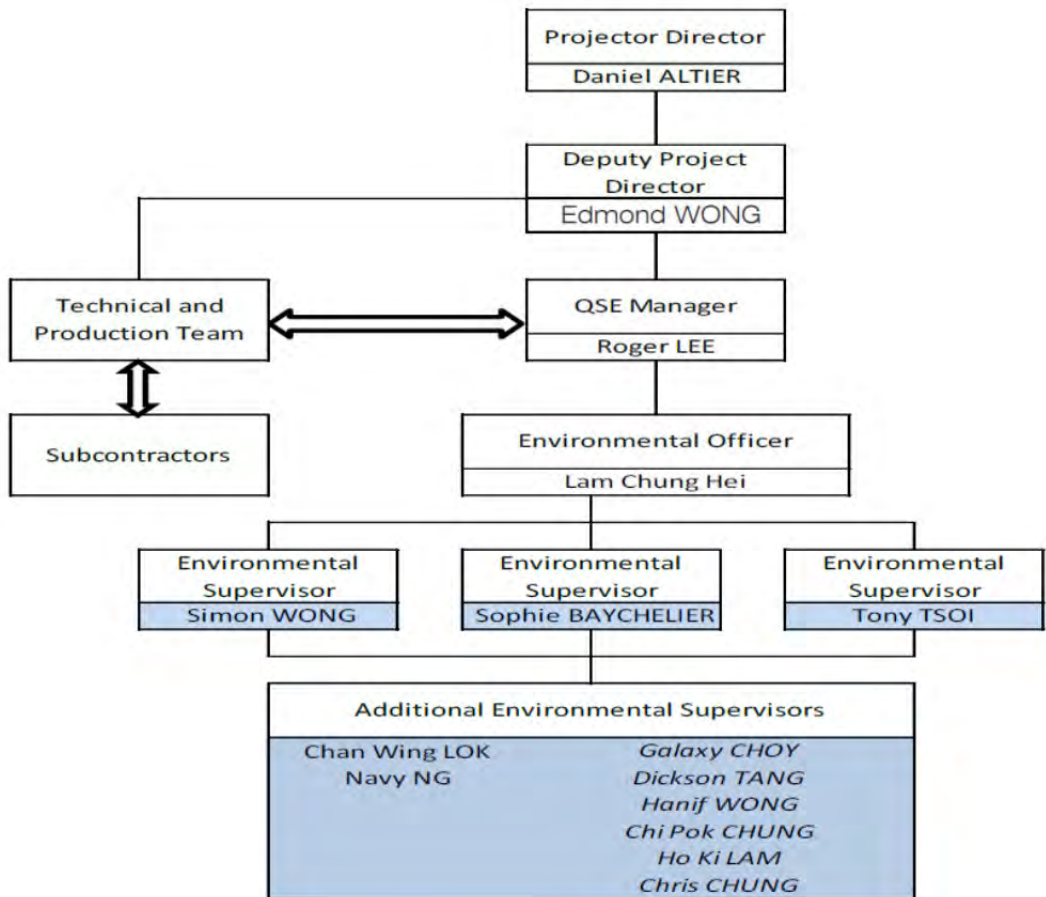 Projector Director
Daniel ALTIER
Deputy Project
Director
Edmond WONG
Technical and
Production Team
QSE Manager
Roger LEE
Subcontractors
Environmental Officer
Lam Chung Hei
Environmental
Supervisor
Simon WONG
Environmental
Supervisor
Sophie BAYCHELIER
Environmental
Supervisor
Tony TSOI
Additional Environmental Supervisors
Chan Wing LOK
Navy NG
Galaxy CHOY
Dickson TANG
Hanif WONG
Chi Pok CHUNG
Ho Ki LAM
Chris CHUNG